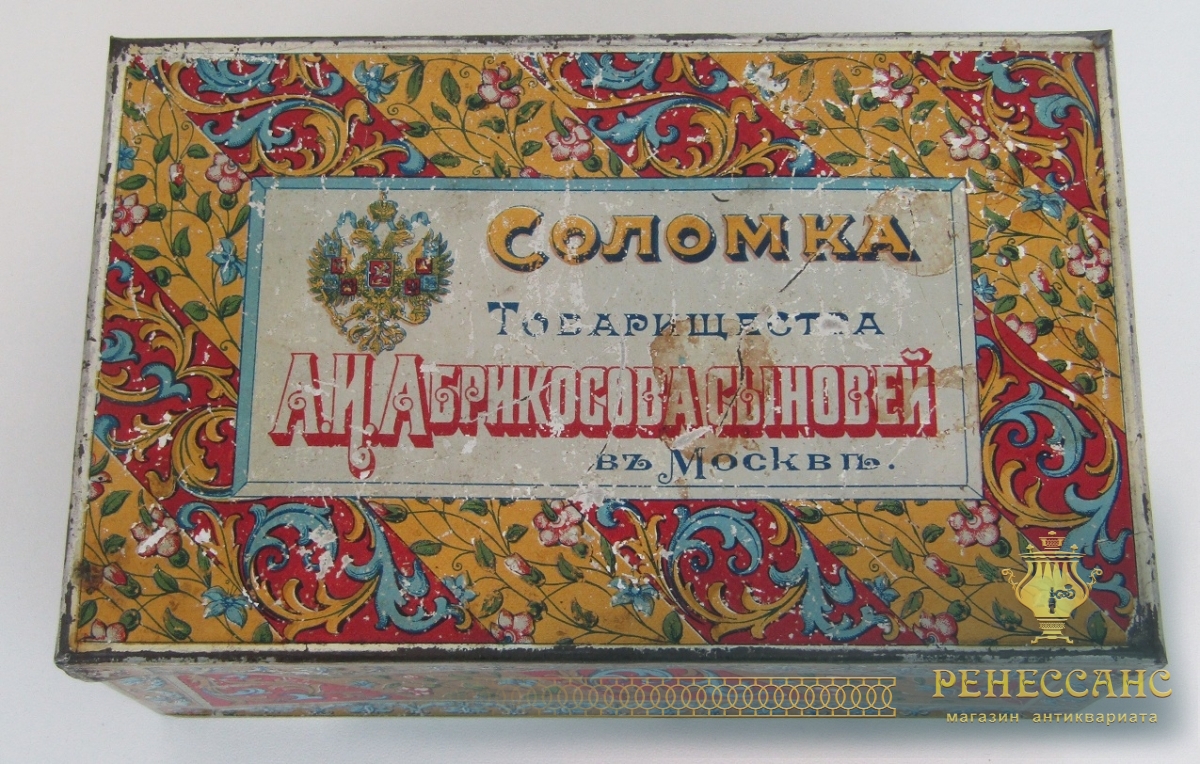 Соломка
Товарищества
А.И. Абрикосова Сыновей
въ Москвѣ.
РЕНЕССАНС
магазин антиквариата